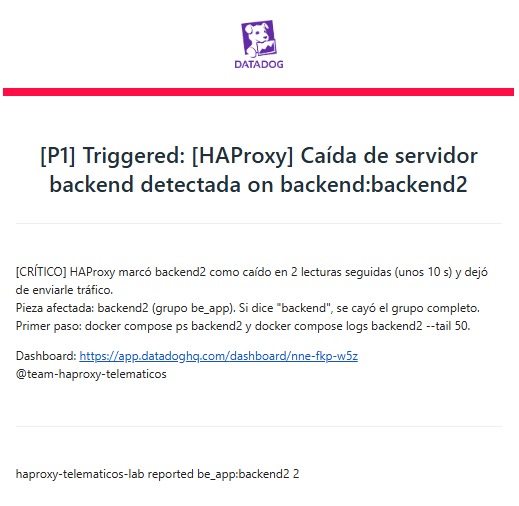 DATADOG
[P1] Triggered: [HAProxy] Caída de servidor
backend detectada on backend:backend2
[CRÍTICO] HAProxy marcó backend2 como caído en 2 lecturas seguidas (unos 10 s) y dejó
de enviarle tráfico.
Pieza afectada: backend2 (grupo be_app). Si dice "backend", se cayó el grupo completo.
Primer paso: docker compose ps backend2 y docker compose logs backend2 --tail 50.
Dashboard: https://app.datadoghq.com/dashboard/nne-fkp-w5z
@team-haproxy-telematicos
haproxy-telematicos-lab reported be_app:backend2 2